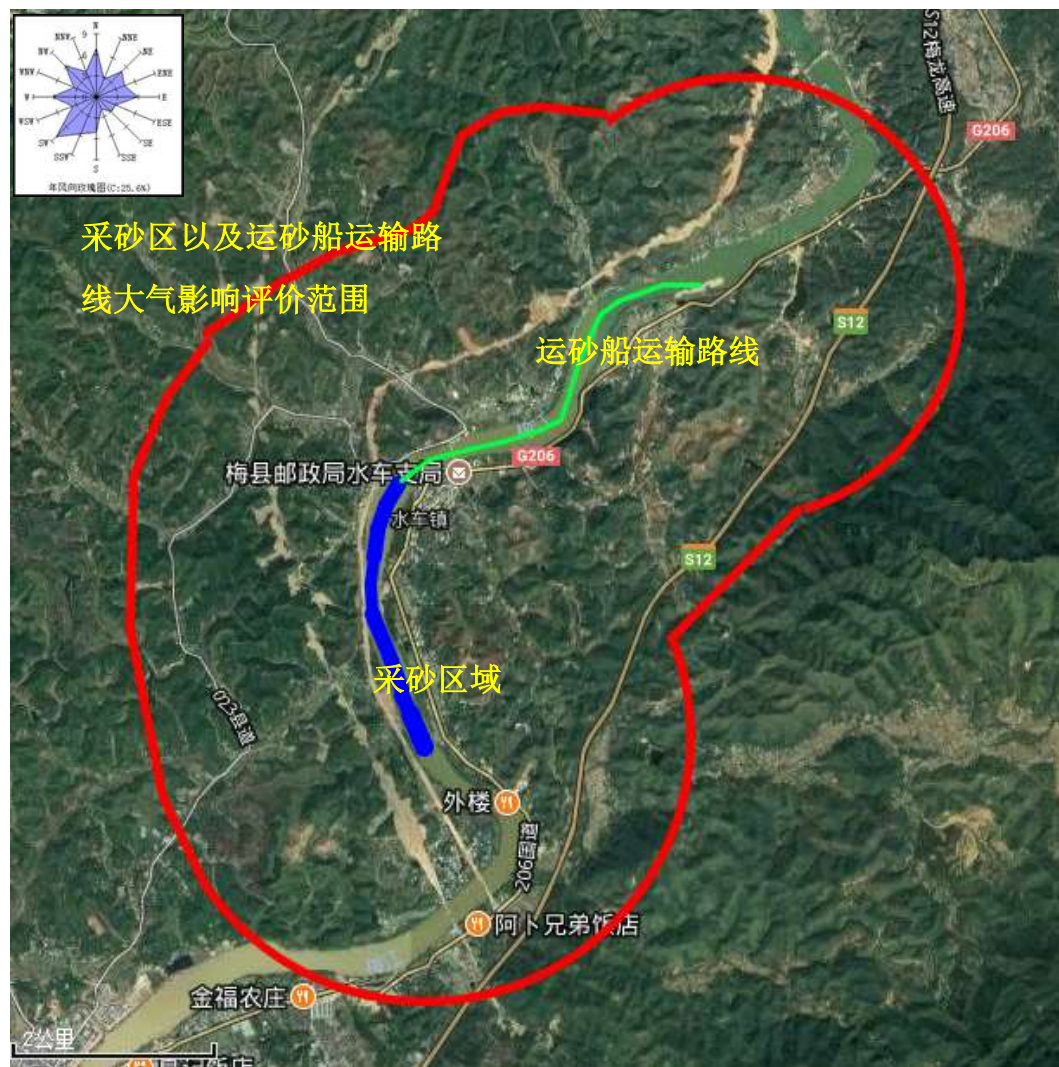 N
NNW
NNE
NW
NE
WNW
ENE
W
E
WSW
ESE
SW
SE
SSW
SSE
S
9
6
年风向玫瑰图(C:25.6%)
S12梅龙高速
G206
采砂区以及运砂船运输路
线大气影响评价范围
S12
运砂船运输路线
G206
梅县邮政局水车支局
水车镇
S12
采砂区域
023县道
外楼
206国道
阿卜兄弟饭店
金福农庄
2公里